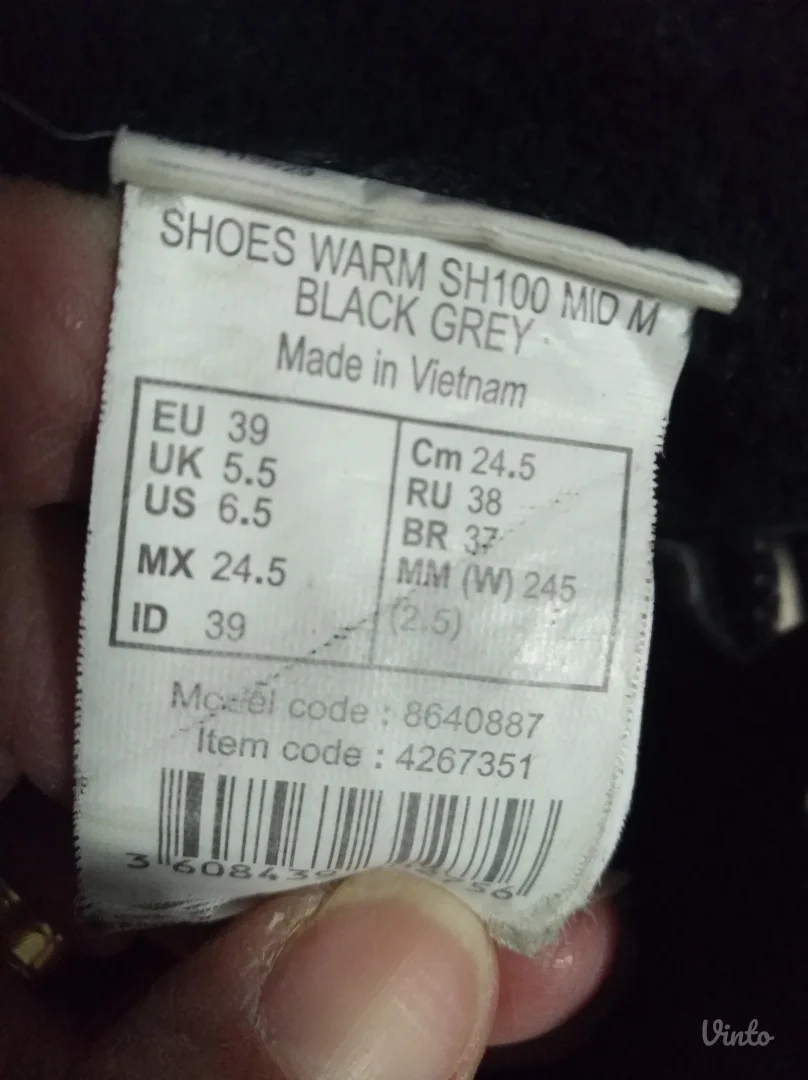 SHOES WARM SH100 MID M
BLACK GREY
Made in Vietnam
EU 39
UK 5.5
US 6.5
MX 24.5
ID 39
Cm 24.5
RU 38
BR 37
MM (W) 245
(2.5)
Model code : 8640887
Item code : 4267351
3 608439
Vinto